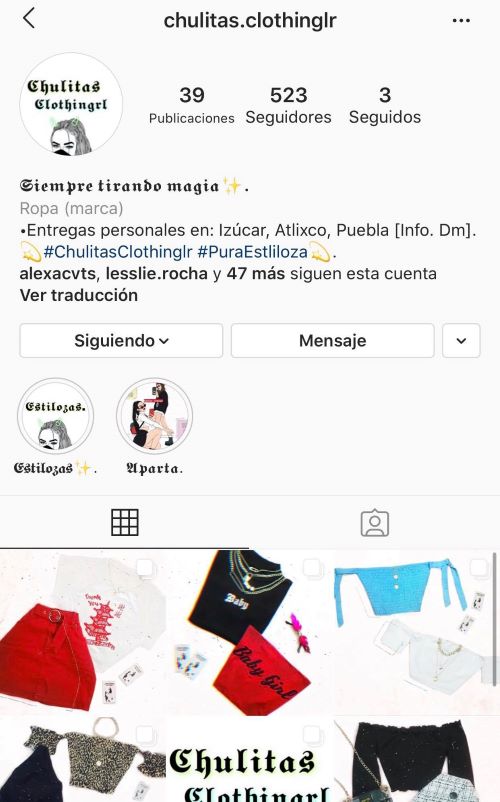 chulitas.clothinglr
Chulitas
Clothingrl
39
523
3
Publicaciones
Seguidores
Seguidos
Siempre tirando magia✨.
Ropa (marca)
•Entregas personales en: Izúcar, Atlixco, Puebla [Info. Dm].
💫#ChulitasClothinglr #PuraEstliloza💫.
alexacvts, lesslie.rocha y 47 más siguen esta cuenta
Ver traducción
Siguiendo
Mensaje
Estilozas.
Estilozas✨.
Aparta.
Thank
You
Baby
Baby Girl
Chulitas
Clothingrl